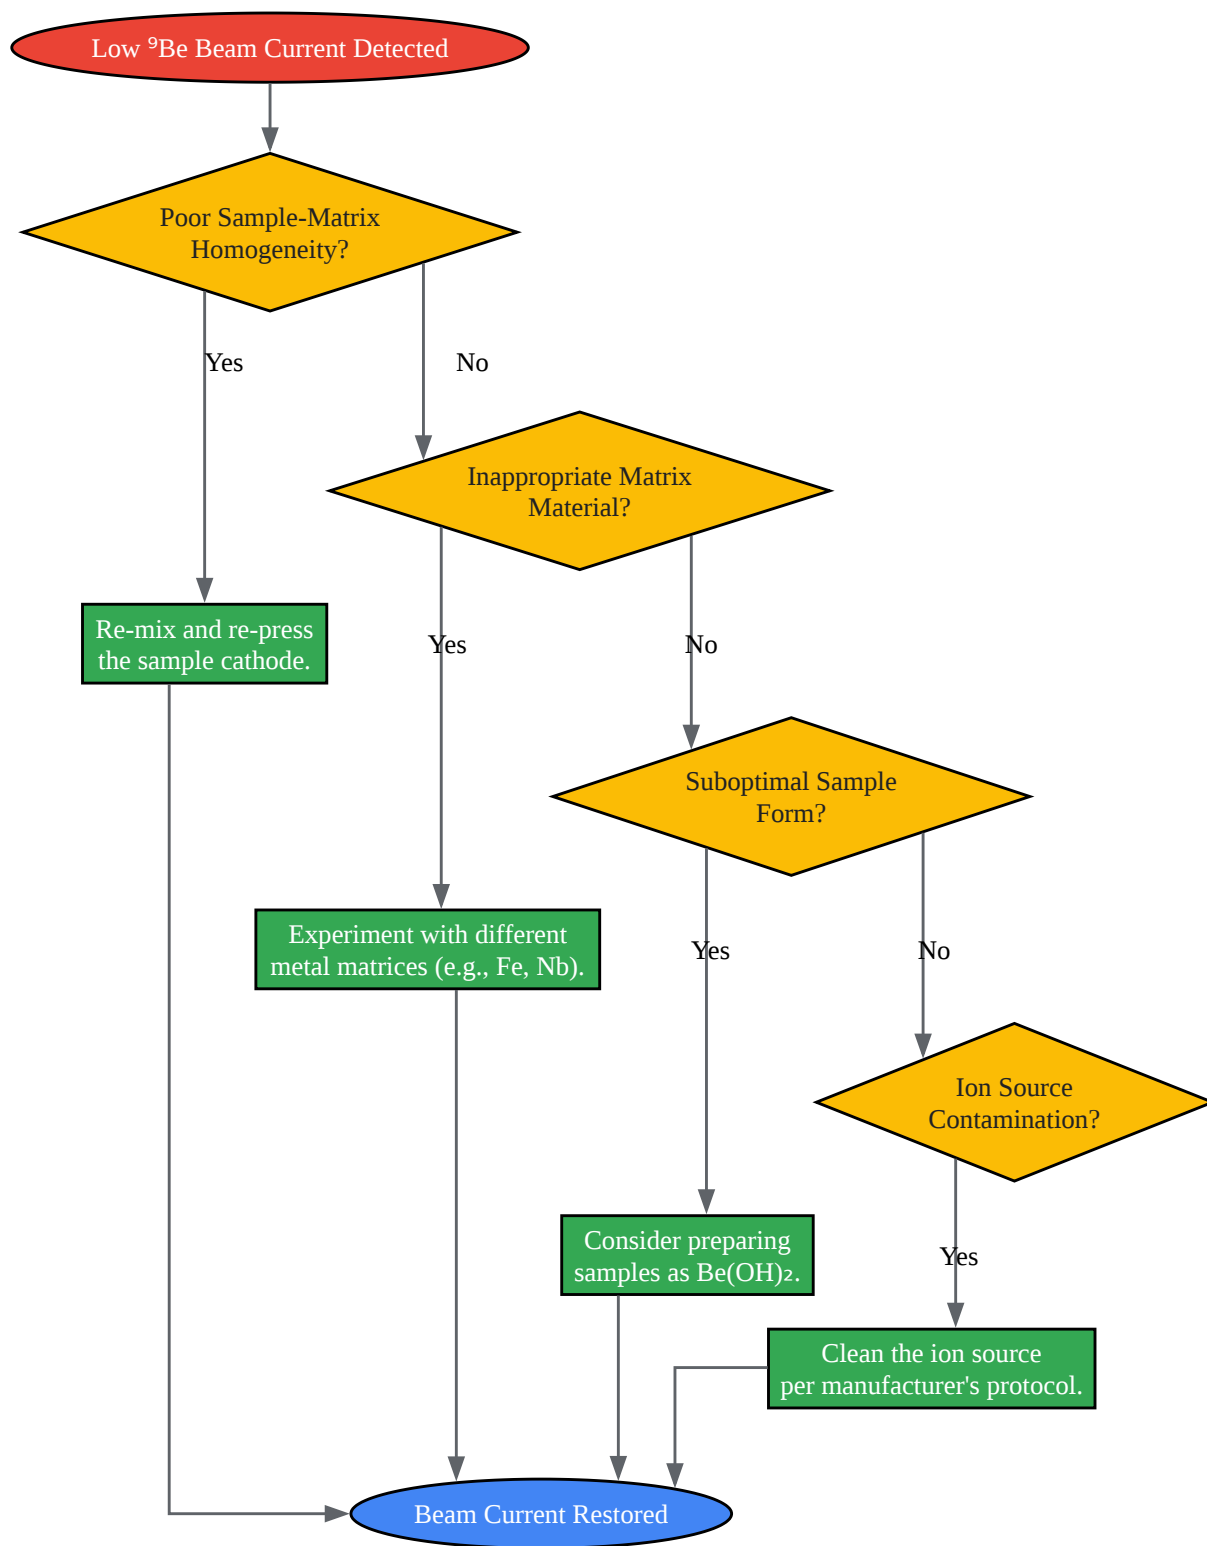 Low ⁹Be Beam Current Detected
Poor Sample-Matrix
Homogeneity?
Yes
No
Inappropriate Matrix
Material?
Re-mix and re-press
the sample cathode.
Yes
No
Suboptimal Sample
Form?
Experiment with different
metal matrices (e.g., Fe, Nb).
Yes
No
Ion Source
Contamination?
Consider preparing
samples as Be(OH)₂.
Yes
Clean the ion source
per manufacturer's protocol.
Beam Current Restored